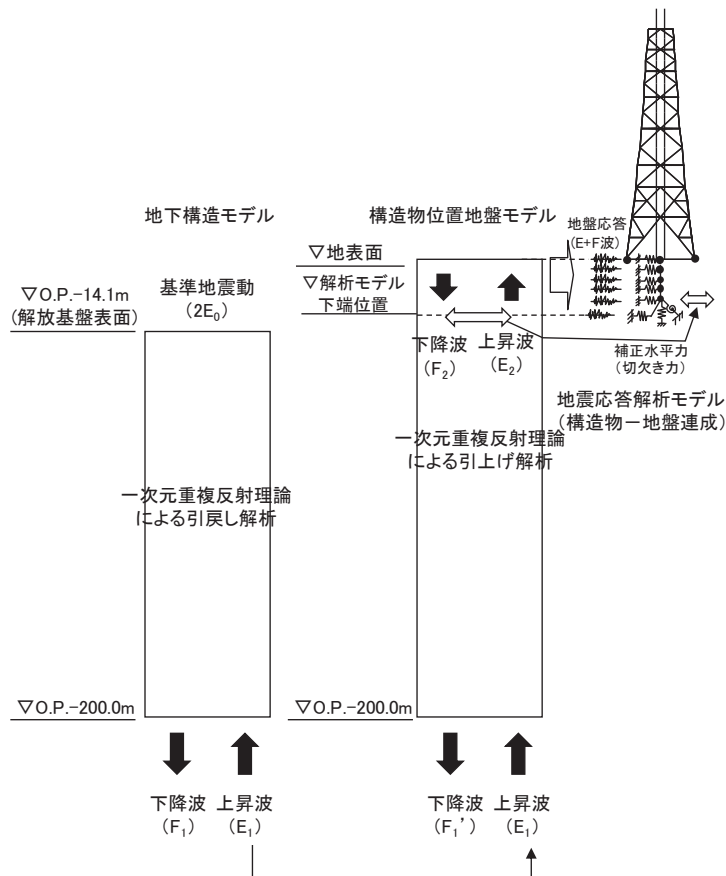 地下構造モデル
▽O.P.-14.1m
(解放基盤表面)
基準地震動
(2E₀)
一次元重複反射理論
による引戻し解析
▽O.P.-200.0m
下降波
(F₁)
上昇波
(E₁)
構造物位置地盤モデル
▽地表面
▽解析モデル
下端位置
下降波
(F₂)
上昇波
(E₂)
一次元重複反射理論
による引上げ解析
▽O.P.-200.0m
下降波
(F₁’)
上昇波
(E₁)
地盤応答
(E+F波)
補正水平力
(切欠き力)
地震応答解析モデル
(構造物－地盤連成)